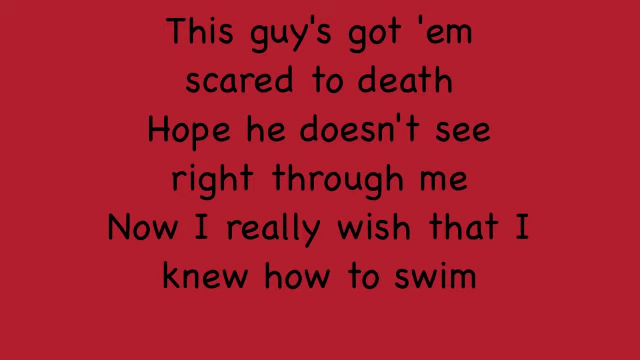 This guy's got 'em
scared to death
Hope he doesn't see
right through me
Now I really wish that I
knew how to swim